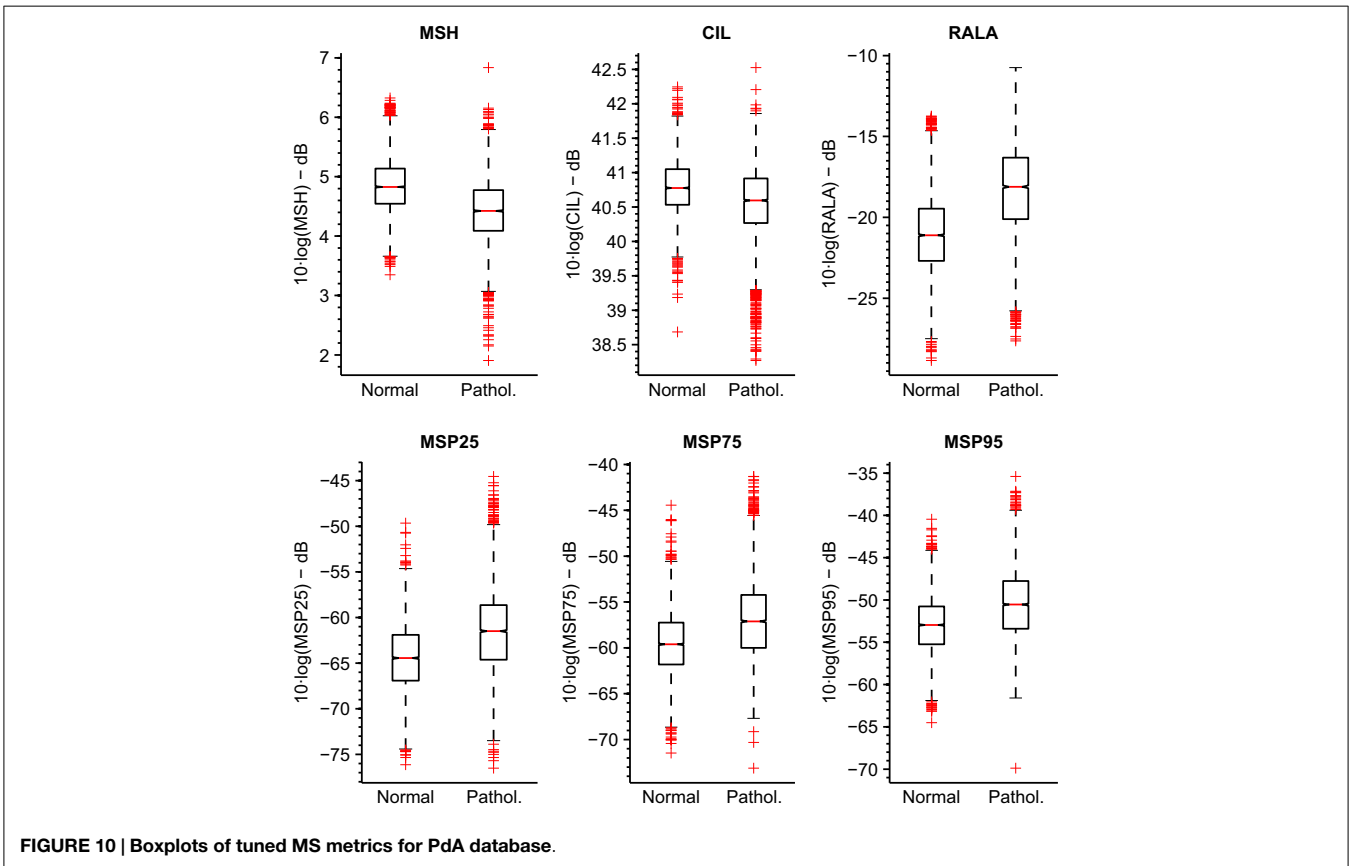 MSH
CIL
RALA
10·log(MSH) − dB
7
6
5
4
3
2
Normal Pathol.
10·log(CIL) − dB
42.5
42
41.5
41
40.5
40
39.5
39
38.5
Normal Pathol.
10·log(RALA) − dB
−10
−15
−20
−25
Normal Pathol.
MSP25
MSP75
MSP95
10·log(MSP25) − dB
−45
−50
−55
−60
−65
−70
−75
Normal Pathol.
10·log(MSP75) − dB
−40
−45
−50
−55
−60
−65
−70
Normal Pathol.
10·log(MSP95) − dB
−35
−40
−45
−50
−55
−60
−65
−70
Normal Pathol.
FIGURE 10 | Boxplots of tuned MS metrics for PdA database.